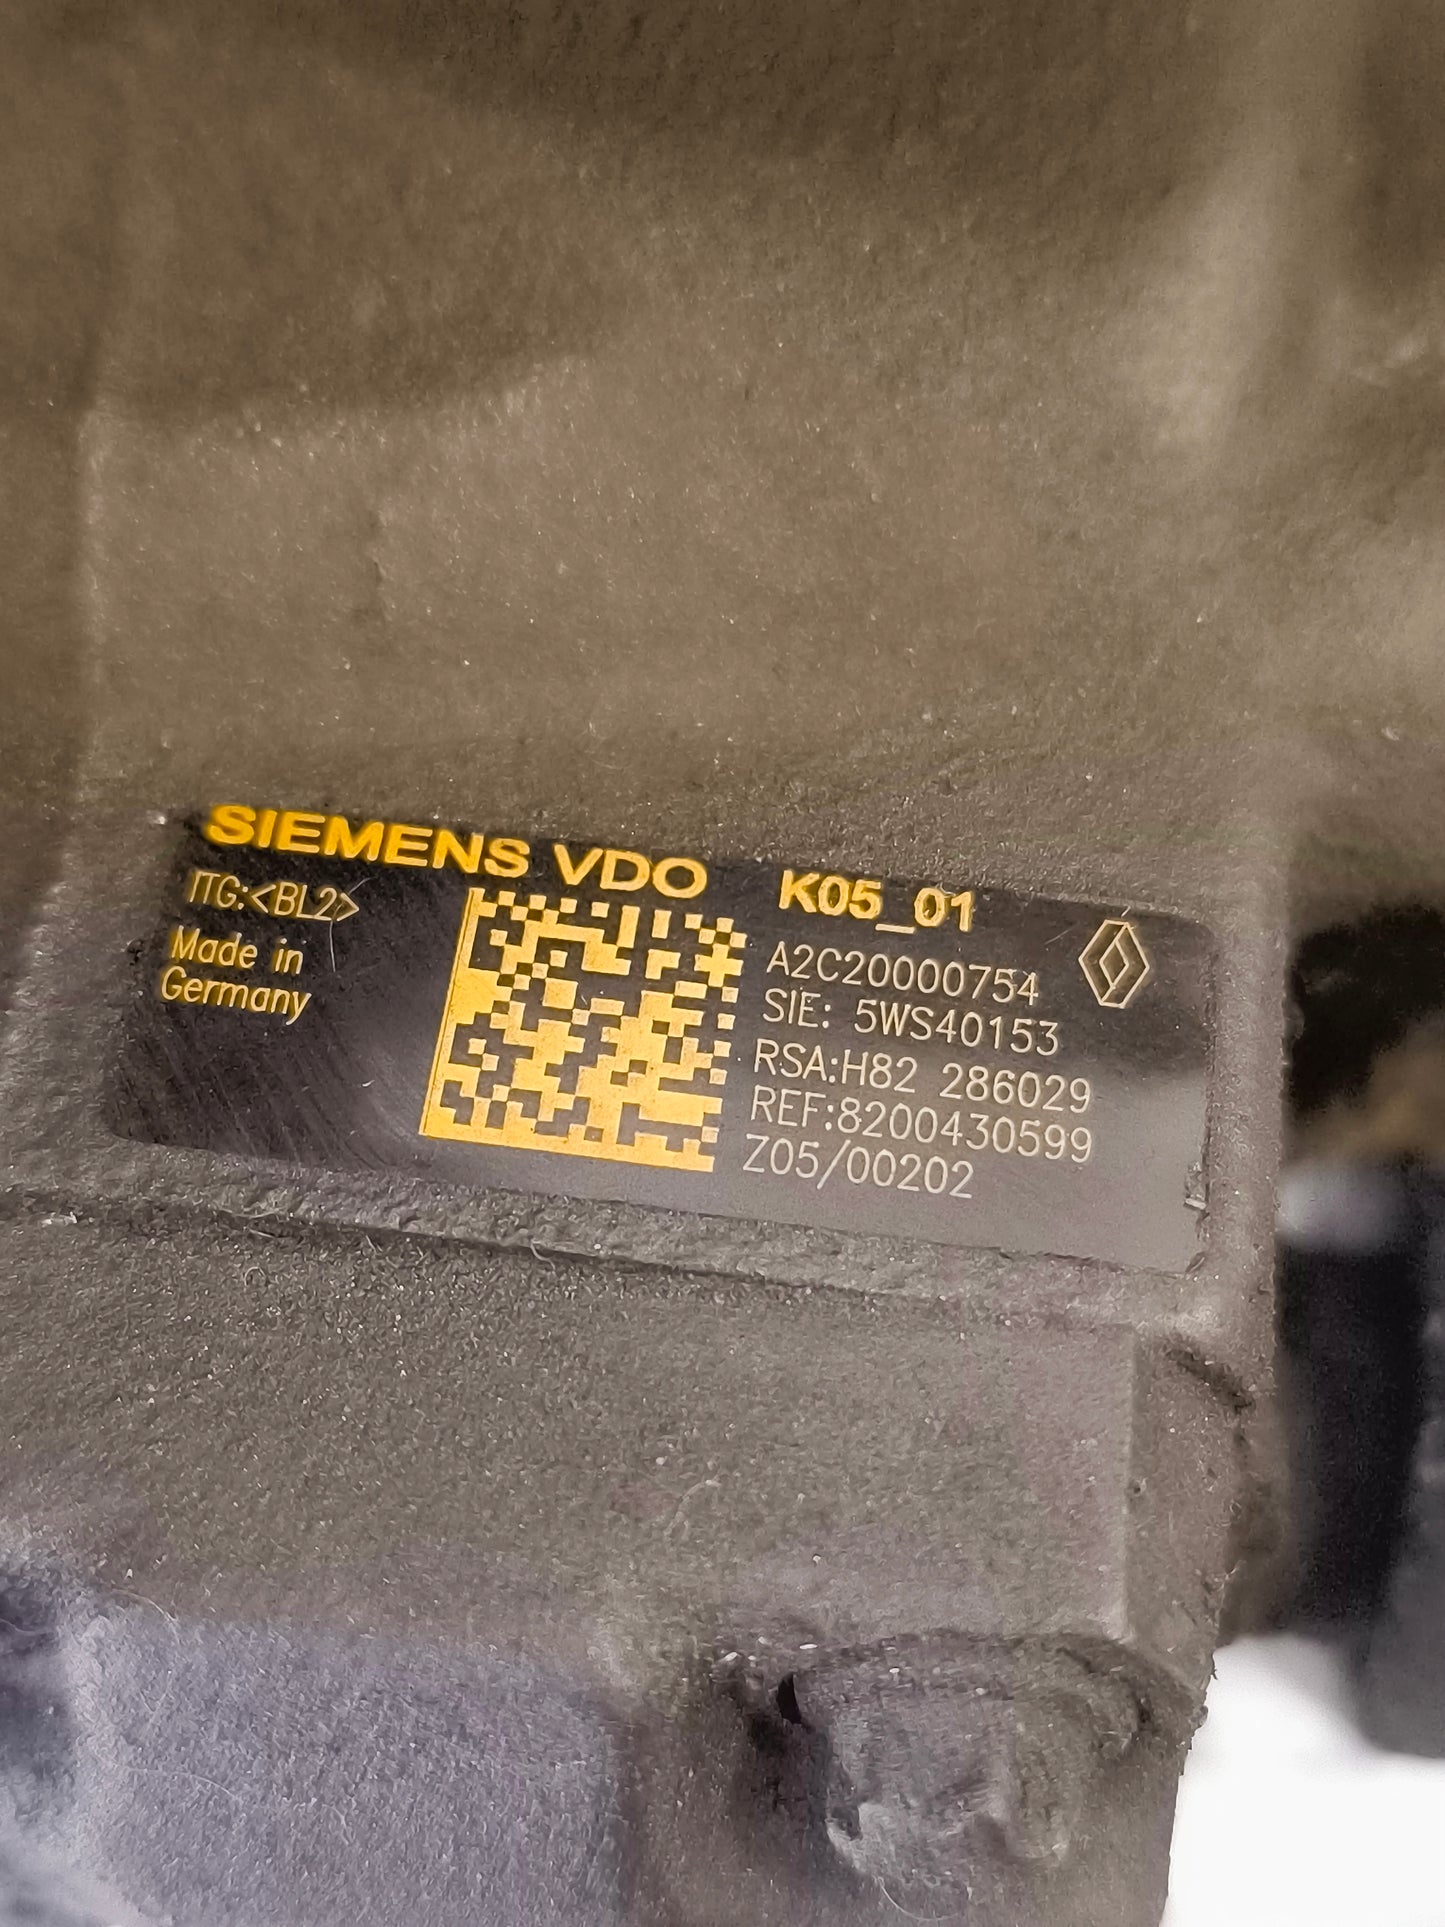 SIEMENS VDO K05_01
ITG:<BL2>
Made in
Germany
A2C20000754
SIE: 5WS40153
RSA:H82 286029
REF:8200430599
Z05/00202